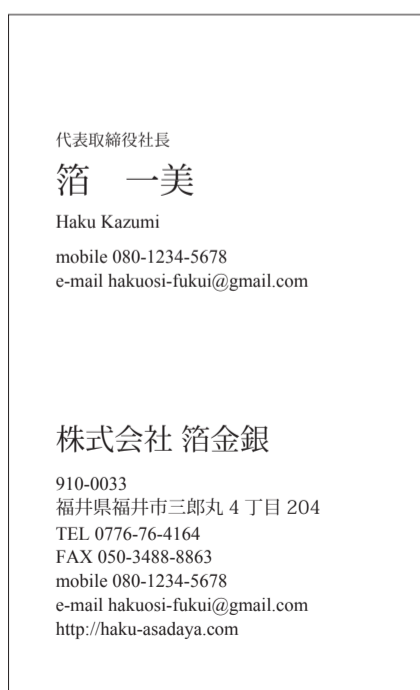 代表取締役社長
箔　一美
Haku Kazumi
mobile 080-1234-5678
e-mail hakuosi-fukui@gmail.com
株式会社 箔金銀
910-0033
福井県福井市三郎丸 4 丁目 204
TEL 0776-76-4164
FAX 050-3488-8863
mobile 080-1234-5678
e-mail hakuosi-fukui@gmail.com
http://haku-asadaya.com